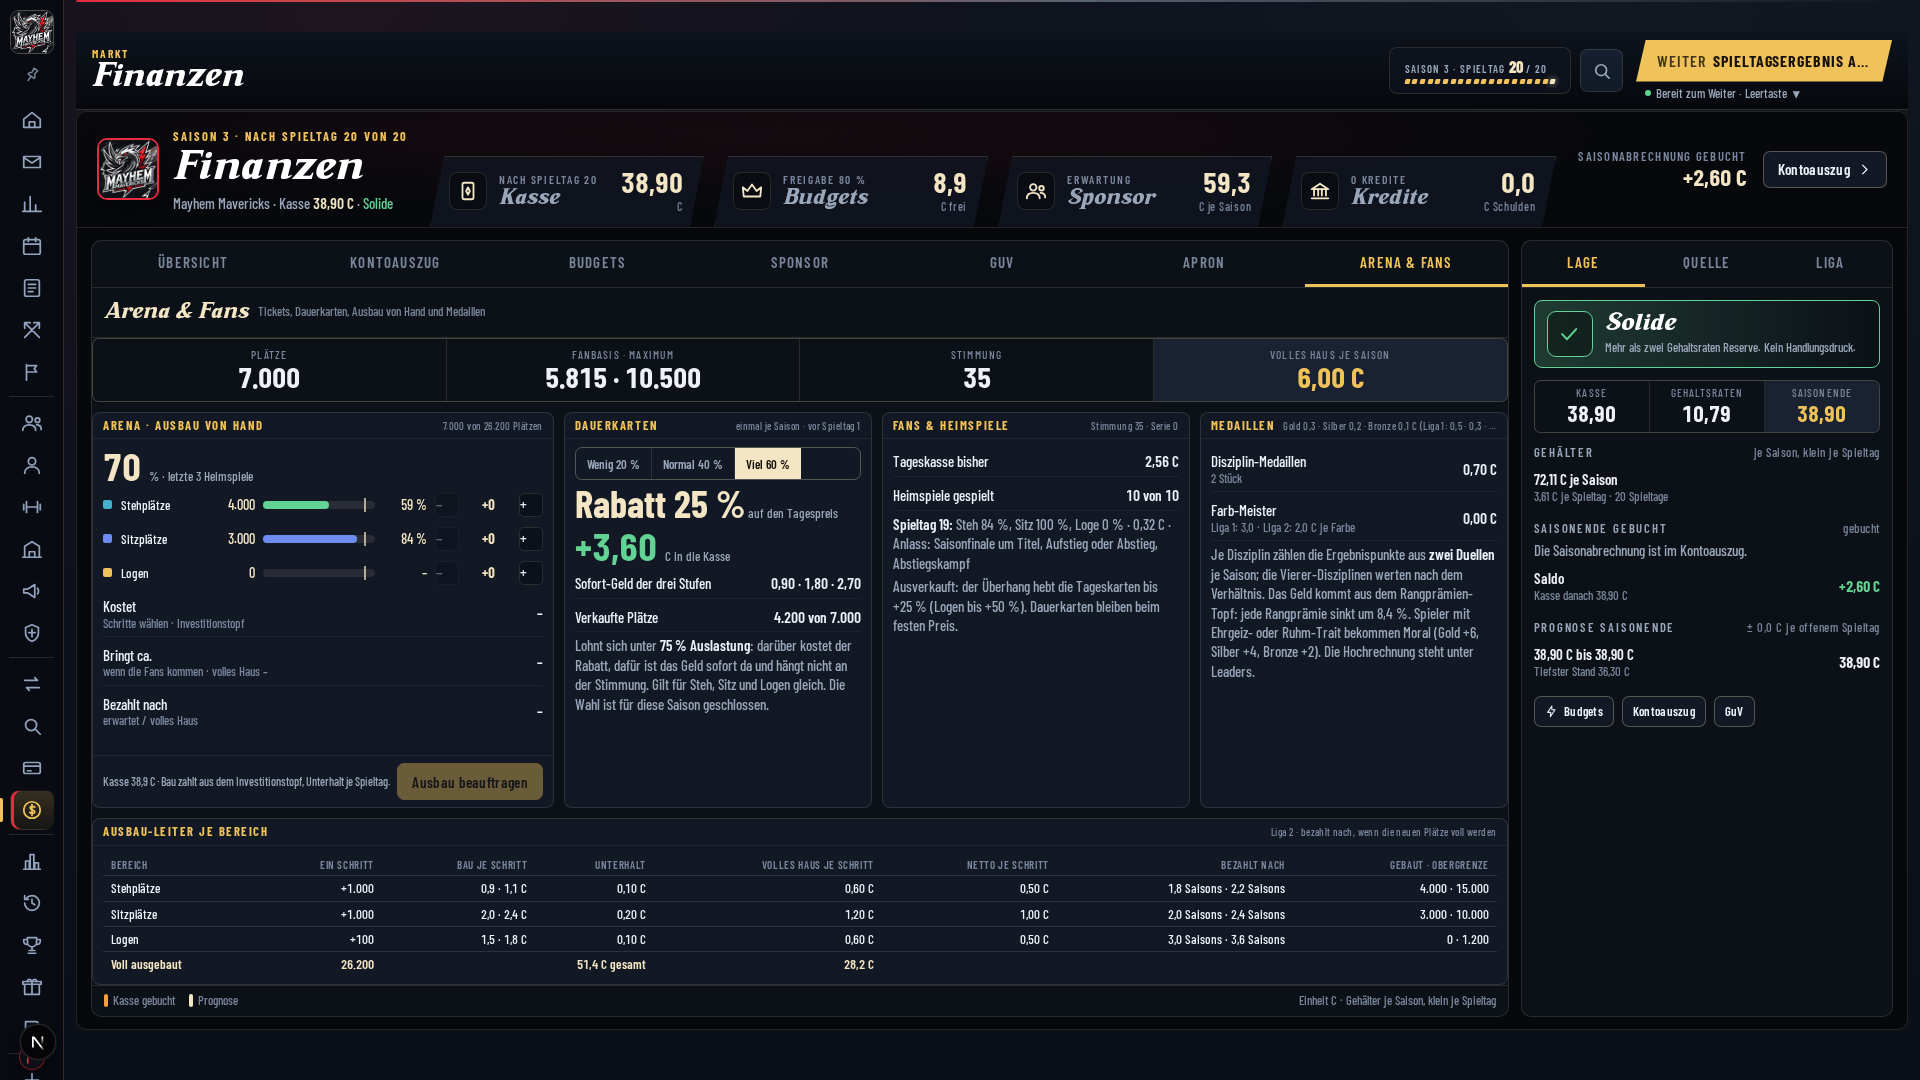 MARKT
Finanzen
SAISON 3 · SPIELTAG 20 / 20
WEITER SPIELTAGSERGEBNIS A...
Bereit zum Weiter · Leertaste ▼
MAYHEM
MAVERICKS
SAISON 3 · NACH SPIELTAG 20 VON 20
Finanzen
Mayhem Mavericks · Kasse 38,90 C · Solide
NACH SPIELTAG 20
Kasse
38,90
C
FREIGABE 80 %
Budgets
8,9
C frei
ERWARTUNG
Sponsor
59,3
C je Saison
0 KREDITE
Kredite
0,0
C Schulden
SAISONABRECHNUNG GEBUCHT
+2,60 C
Kontoauszug
ÜBERSICHT
KONTOAUSZUG
BUDGETS
SPONSOR
GUV
APRON
ARENA & FANS
Arena & Fans Tickets, Dauerkarten, Ausbau von Hand und Medaillen
PLÄTZE
7.000
FANBASIS · MAXIMUM
5.815 · 10.500
STIMMUNG
35
VOLLES HAUS JE SAISON
6,00 C
ARENA · AUSBAU VON HAND 7 000 von 26 200 Plätzen
70 % · letzte 3 Heimspiele
Stehplätze 4.000 59 % – +0 +
Sitzplätze 3.000 84 % – +0 +
Logen 0 – – +0 +
Kostet –
Schritte wählen · Investitionstopf
Bringt ca. –
wenn die Fans kommen · volles Haus –
Bezahlt nach –
erwartet / volles Haus
Kasse 38,9 C · Bau zahlt aus dem Investitionstopf, Unterhalt je Spieltag.
Ausbau beauftragen
DAUERKARTEN einmal je Saison · vor Spieltag 1
Wenig 20 % Normal 40 % Viel 60 %
Rabatt 25 % auf den Tagespreis
+3,60 C in die Kasse
Sofort-Geld der drei Stufen 0,90 · 1,80 · 2,70
Verkaufte Plätze 4.200 von 7.000
Lohnt sich unter 75 % Auslastung: darüber kostet der
Rabatt, dafür ist das Geld sofort da und hängt nicht an
der Stimmung. Gilt für Steh, Sitz und Logen gleich. Die
Wahl ist für diese Saison geschlossen.
FANS & HEIMSPIELE Stimmung 35 · Serie 0
Tageskasse bisher 2,56 C
Heimspiele gespielt 10 von 10
Spieltag 19: Steh 84 %, Sitz 100 %, Loge 0 % · 0,32 C ·
Anlass: Saisonfinale um Titel, Aufstieg oder Abstieg,
Abstiegskampf
Ausverkauft: der Überhang hebt die Tageskarten bis
+25 % (Logen bis +50 %). Dauerkarten bleiben beim
festen Preis.
MEDAILLEN Gold 0,3 · Silber 0,2 · Bronze 0,1 C (Liga 1: 0,5 · 0,3 · ...
Disziplin-Medaillen 0,70 C
2 Stück
Farb-Meister 0,00 C
Liga 1: 3,0 · Liga 2: 2,0 C je Farbe
Je Disziplin zählen die Ergebnispunkte aus zwei Duellen
je Saison; die Vierer-Disziplinen werten nach dem
Verhältnis. Das Geld kommt aus dem Rangprämien-
Topf: jede Rangprämie sinkt um 8,4 %. Spieler mit
Ehrgeiz- oder Ruhm-Trait bekommen Moral (Gold +6,
Silber +4, Bronze +2). Die Hochrechnung steht unter
Leaders.
AUSBAU-LEITER JE BEREICH Liga 2 · bezahlt nach, wenn die neuen Plätze voll werden
BEREICH EIN SCHRITT BAU JE SCHRITT UNTERHALT VOLLES HAUS JE SCHRITT NETTO JE SCHRITT BEZAHLT NACH GEBAUT · OBERGRENZE
Stehplätze +1.000 0,9 · 1,1 C 0,10 C 0,60 C 0,50 C 1,8 Saisons · 2,2 Saisons 4.000 · 15.000
Sitzplätze +1.000 2,0 · 2,4 C 0,20 C 1,20 C 1,00 C 2,0 Saisons · 2,4 Saisons 3.000 · 10.000
Logen +100 1,5 · 1,8 C 0,10 C 0,60 C 0,50 C 3,0 Saisons · 3,6 Saisons 0 · 1.200
Voll ausgebaut 26.200 51,4 C gesamt 28,2 C
Kasse gebucht Prognose
Einheit C · Gehälter je Saison, klein je Spieltag
LAGE
QUELLE
LIGA
Solide
Mehr als zwei Gehaltsraten Reserve. Kein Handlungsdruck.
KASSE
38,90
GEHALTSRATEN
10,79
SAISONENDE
38,90
GEHÄLTER je Saison, klein je Spieltag
72,11 C je Saison
3,61 C je Spieltag · 20 Spieltage
SAISONENDE GEBUCHT gebucht
Die Saisonabrechnung ist im Kontoauszug.
Saldo +2,60 C
Kasse danach 38,90 C
PROGNOSE SAISONENDE ± 0,0 C je offenem Spieltag
38,90 C bis 38,90 C 38,90 C
Tiefster Stand 36,30 C
Budgets
Kontoauszug
GuV
N